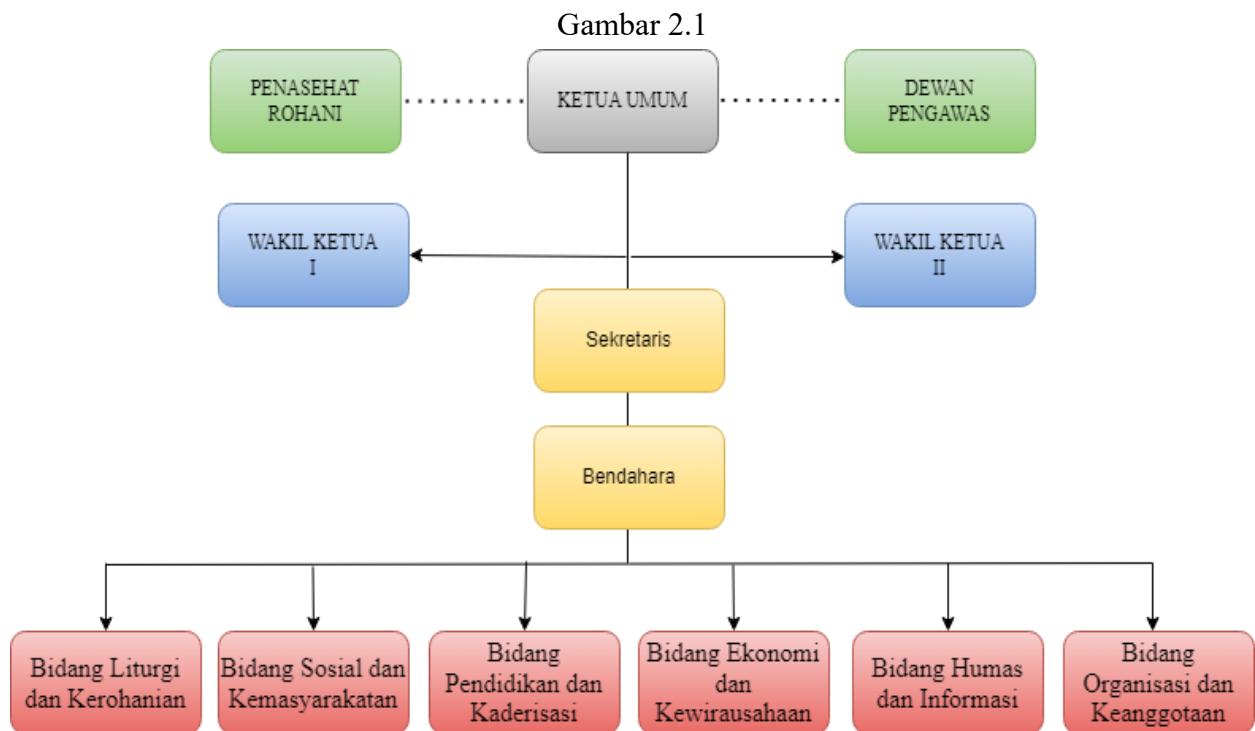 Gambar 2.1
PENASEHAT
ROHANI
KETUA UMUM
DEWAN
PENGAWAS
WAKIL KETUA
I
WAKIL KETUA
II
Sekretaris
Bendahara
Bidang Liturgi
dan Kerohanian
Bidang Sosial dan
Kemasyarakatan
Bidang
Pendidikan dan
Kaderisasi
Bidang Ekonomi
dan
Kewirausahaan
Bidang Humas
dan Informasi
Bidang
Organisasi dan
Keanggotaan